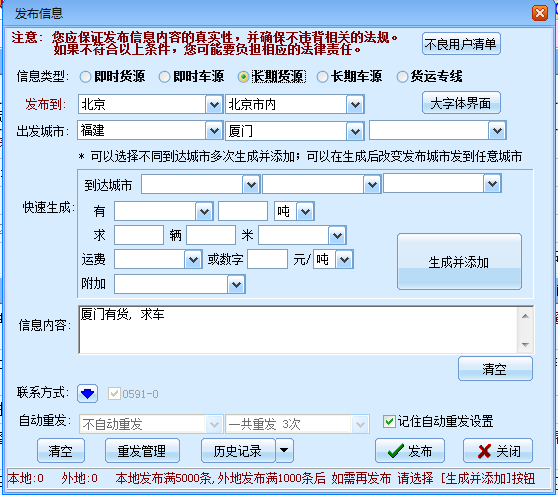 发布信息
注意: 您应保证发布信息内容的真实性，并确保不违背相关的法规。
如果不符合以上条件，您可能要负担相应的法律责任。
不良用户清单
信息类型: 即时货源 即时车源 长期货源 长期车源 货运专线
发布到: 北京 北京市内 大字体界面
出发城市: 福建 厦门
* 可以选择不同到达城市多次生成并添加；可以在生成后改变发布城市发到任意城市
快速生成:
到达城市
有 吨
求 辆 米
运费 或数字 元/ 吨
附加
生成并添加
信息内容: 厦门有货, 求车
清空
联系方式: 0591-0
自动重发: 不自动重发 一共重发 3次 记住自动重发设置
清空 重发管理 历史记录 发布 关闭
本地:0 外地:0 本地发布满5000条,外地发布满1000条后 如需再发布 请选择 [生成并添加]按钮